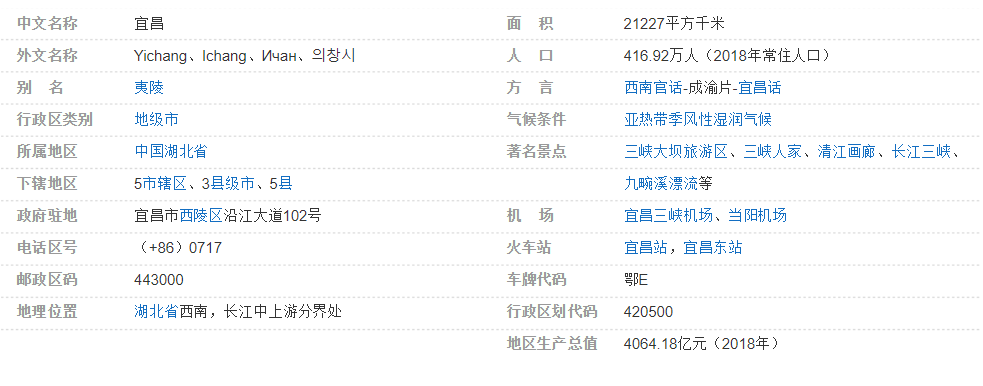 中文名称 宜昌
外文名称 Yichang、Ichang、Ичан、의창시
别 名 夷陵
行政区类别 地级市
所属地区 中国湖北省
下辖地区 5市辖区、3县级市、5县
政府驻地 宜昌市西陵区沿江大道102号
电话区号 （+86）0717
邮政区码 443000
地理位置 湖北省西南，长江中上游分界处
面 积 21227平方千米
人 口 416.92万人（2018年常住人口）
方 言 西南官话-成渝片-宜昌话
气候条件 亚热带季风性湿润气候
著名景点 三峡大坝旅游区、三峡人家、清江画廊、长江三峡、
九畹溪漂流等
机 场 宜昌三峡机场、当阳机场
火车站 宜昌站，宜昌东站
车牌代码 鄂E
行政区划代码 420500
地区生产总值 4064.18亿元（2018年）